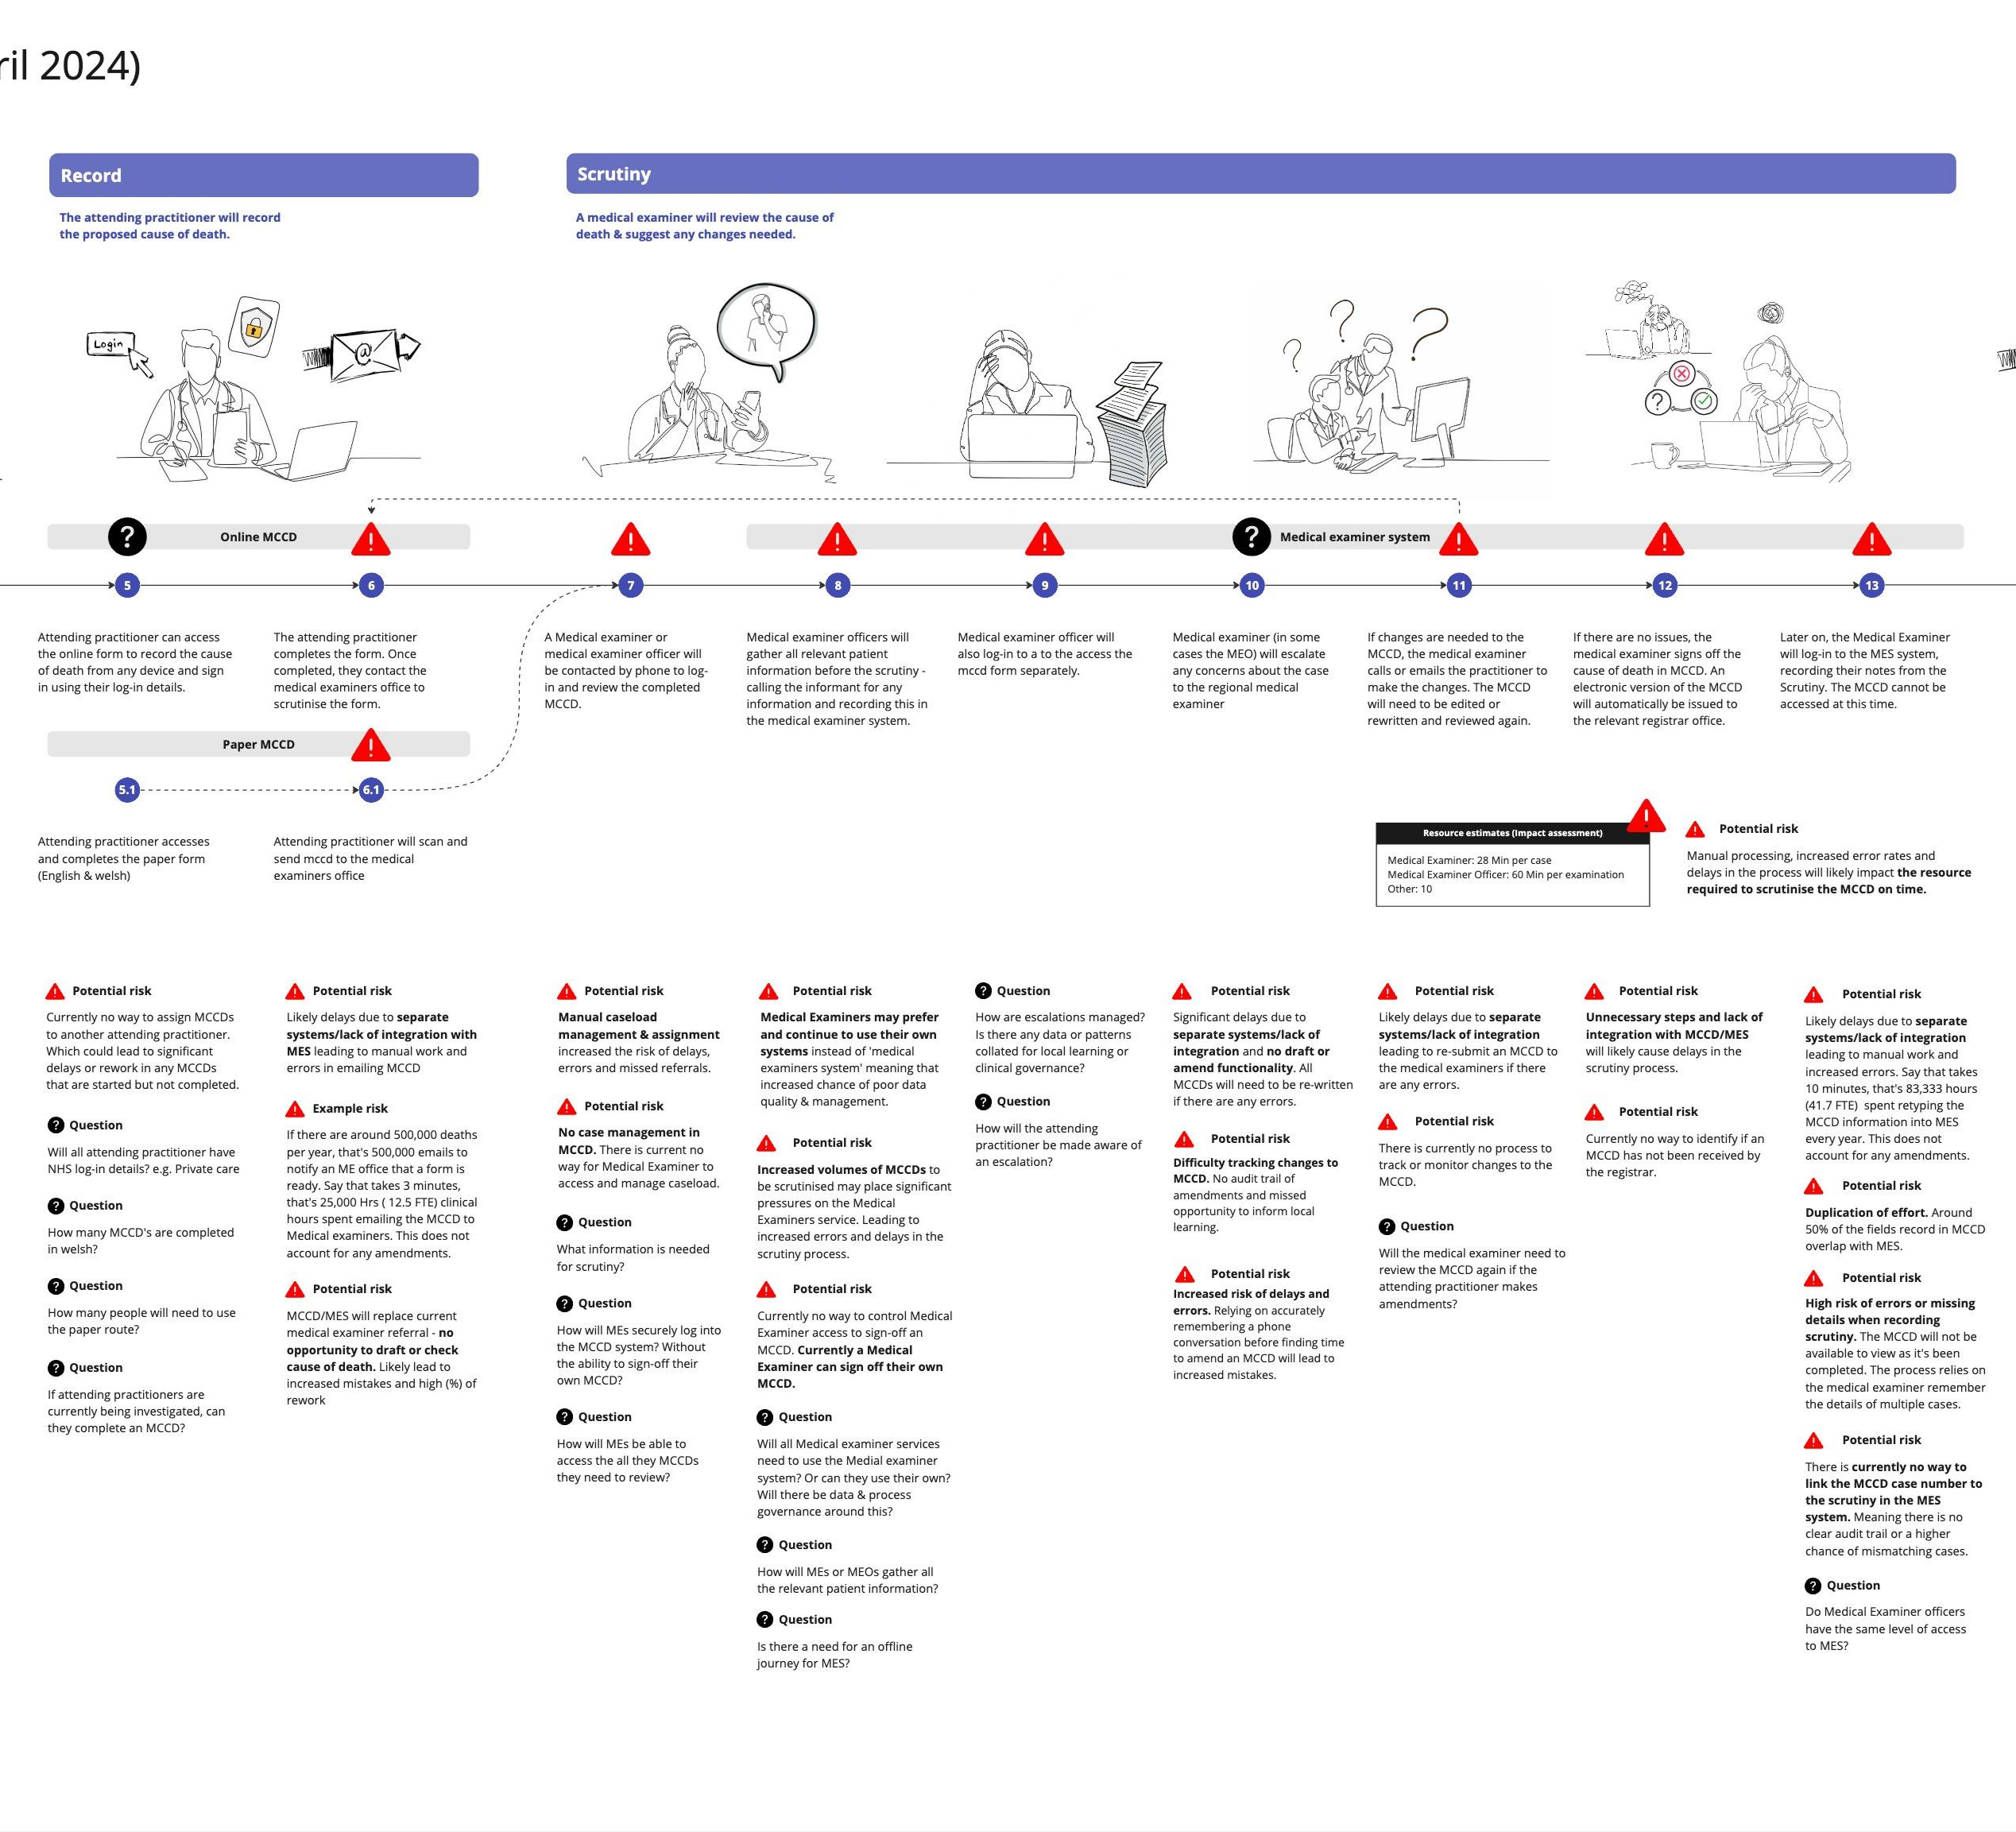 ril 2024)
Record
Scrutiny
The attending practitioner will record
the proposed cause of death.
A medical examiner will review the cause of
death & suggest any changes needed.
Login
@
Online MCCD
Medical examiner system
5
6
7
8
9
10
11
12
13
Attending practitioner can access
the online form to record the cause
of death from any device and sign
in using their log-in details.
The attending practitioner
completes the form. Once
completed, they contact the
medical examiners office to
scrutinise the form.
A Medical examiner or
medical examiner officer will
be contacted by phone to log-
in and review the completed
MCCD.
Medical examiner officers will
gather all relevant patient
information before the scrutiny -
calling the informant for any
information and recording this in
the medical examiner system.
Medical examiner officer will
also log-in to a to the access the
mccd form separately.
Medical examiner (in some
cases the MEO) will escalate
any concerns about the case
to the regional medical
examiner
If changes are needed to the
MCCD, the medical examiner
calls or emails the practitioner to
make the changes. The MCCD
will need to be edited or
rewritten and reviewed again.
If there are no issues, the
medical examiner signs off the
cause of death in MCCD. An
electronic version of the MCCD
will automatically be issued to
the relevant registrar office.
Later on, the Medical Examiner
will log-in to the MES system,
recording their notes from the
Scrutiny. The MCCD cannot be
accessed at this time.
Paper MCCD
5.1
6.1
Attending practitioner accesses
and completes the paper form
(English & welsh)
Attending practitioner will scan and
send mccd to the medical
examiners office
Resource estimates (Impact assessment)
Medical Examiner: 28 Min per case
Medical Examiner Officer: 60 Min per examination
Other: 10
Potential risk
Manual processing, increased error rates and
delays in the process will likely impact the resource
required to scrutinise the MCCD on time.
Potential risk
Currently no way to assign MCCDs
to another attending practitioner.
Which could lead to significant
delays or rework in any MCCDs
that are started but not completed.
Question
Will all attending practitioner have
NHS log-in details? e.g. Private care
Question
How many MCCD's are completed
in welsh?
Question
How many people will need to use
the paper route?
Question
If attending practitioners are
currently being investigated, can
they complete an MCCD?
Potential risk
Likely delays due to separate
systems/lack of integration with
MES leading to manual work and
errors in emailing MCCD
Example risk
If there are around 500,000 deaths
per year, that's 500,000 emails to
notify an ME office that a form is
ready. Say that takes 3 minutes,
that's 25,000 Hrs ( 12.5 FTE) clinical
hours spent emailing the MCCD to
Medical examiners. This does not
account for any amendments.
Potential risk
MCCD/MES will replace current
medical examiner referral - no
opportunity to draft or check
cause of death. Likely lead to
increased mistakes and high (%) of
rework
Potential risk
Manual caseload
management & assignment
increased the risk of delays,
errors and missed referrals.
Potential risk
No case management in
MCCD. There is current no
way for Medical Examiner to
access and manage caseload.
Question
What information is needed
for scrutiny?
Question
How will MEs securely log into
the MCCD system? Without
the ability to sign-off their
own MCCD?
Question
How will MEs be able to
access the all they MCCDs
they need to review?
Potential risk
Medical Examiners may prefer
and continue to use their own
systems instead of 'medical
examiners system' meaning that
increased chance of poor data
quality & management.
Potential risk
Increased volumes of MCCDs to
be scrutinised may place significant
pressures on the Medical
Examiners service. Leading to
increased errors and delays in the
scrutiny process.
Potential risk
Currently no way to control Medical
Examiner access to sign-off an
MCCD. Currently a Medical
Examiner can sign off their own
MCCD.
Question
Will all Medical examiner services
need to use the Medial examiner
system? Or can they use their own?
Will there be data & process
governance around this?
Question
How will MEs or MEOs gather all
the relevant patient information?
Question
Is there a need for an offline
journey for MES?
Question
How are escalations managed?
Is there any data or patterns
collated for local learning or
clinical governance?
Question
How will the attending
practitioner be made aware of
an escalation?
Potential risk
Significant delays due to
separate systems/lack of
integration and no draft or
amend functionality. All
MCCDs will need to be re-written
if there are any errors.
Potential risk
Difficulty tracking changes to
MCCD. No audit trail of
amendments and missed
opportunity to inform local
learning.
Potential risk
Increased risk of delays and
errors. Relying on accurately
remembering a phone
conversation before finding time
to amend an MCCD will lead to
increased mistakes.
Potential risk
Likely delays due to separate
systems/lack of integration
leading to re-submit an MCCD to
the medical examiners if there
are any errors.
Potential risk
There is currently no process to
track or monitor changes to the
MCCD.
Question
Will the medical examiner need to
review the MCCD again if the
attending practitioner makes
amendments?
Potential risk
Unnecessary steps and lack of
integration with MCCD/MES
will likely cause delays in the
scrutiny process.
Potential risk
Currently no way to identify if an
MCCD has not been received by
the registrar.
Potential risk
Likely delays due to separate
systems/lack of integration
leading to manual work and
increased errors. Say that takes
10 minutes, that's 83,333 hours
(41.7 FTE) spent retyping the
MCCD information into MES
every year. This does not
account for any amendments.
Potential risk
Duplication of effort. Around
50% of the fields record in MCCD
overlap with MES.
Potential risk
High risk of errors or missing
details when recording
scrutiny. The MCCD will not be
available to view as it's been
completed. The process relies on
the medical examiner remember
the details of multiple cases.
Potential risk
There is currently no way to
link the MCCD case number to
the scrutiny in the MES
system. Meaning there is no
clear audit trail or a higher
chance of mismatching cases.
Question
Do Medical Examiner officers
have the same level of access
to MES?